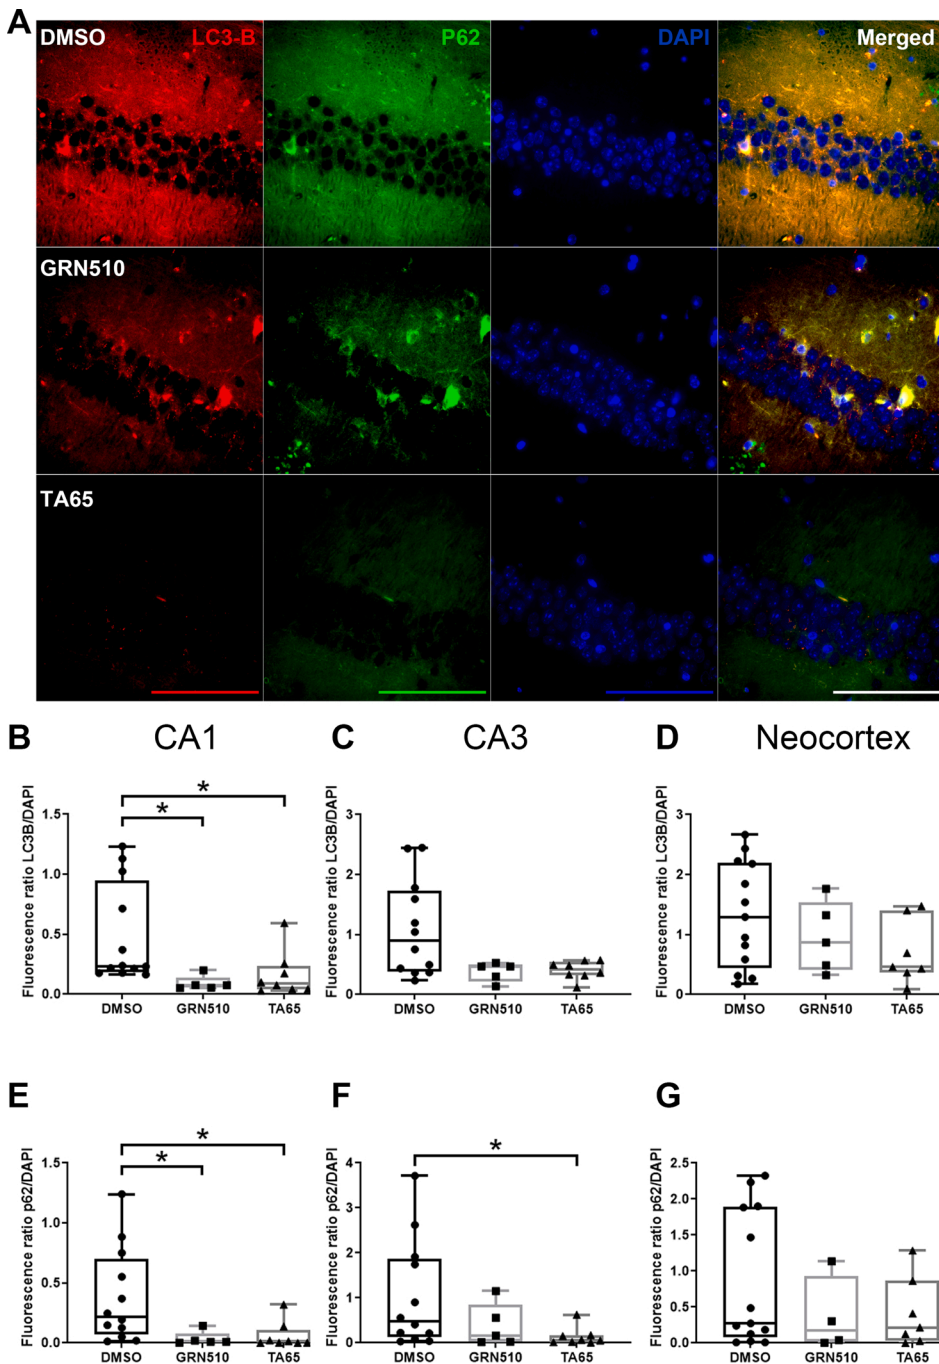 A
DMSO LC3-B P62 DAPI Merged
GRN510
TA65
B CA1 C CA3 D Neocortex
Fluorescence ratio LC3B/DAPI
1.5
1.0
0.5
0.0
* *
DMSO GRN510 TA65
Fluorescence ratio LC3B/DAPI
3
2
1
0
DMSO GRN510 TA65
Fluorescence ratio LC3B/DAPI
3
2
1
0
DMSO GRN510 TA65
E F G
Fluorescence ratio p62/DAPI
1.5
1.0
0.5
0.0
* *
DMSO GRN510 TA65
Fluorescence ratio p62/DAPI
4
3
2
1
0
*
DMSO GRN510 TA65
Fluorescence ratio p62/DAPI
2.5
2.0
1.5
1.0
0.5
0.0
DMSO GRN510 TA65